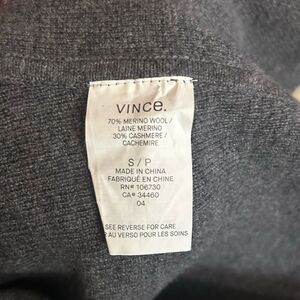 VINCE.
70% MERINO WOOL/
LAINE MERINO
30% CASHMERE/
CACHEMIRE
S/P
MADE IN CHINA
FABRIQUÉ EN CHINE
RN# 106730
CA# 34460
04
SEE REVERSE FOR CARE
AU VERSO POUR LES SOINS